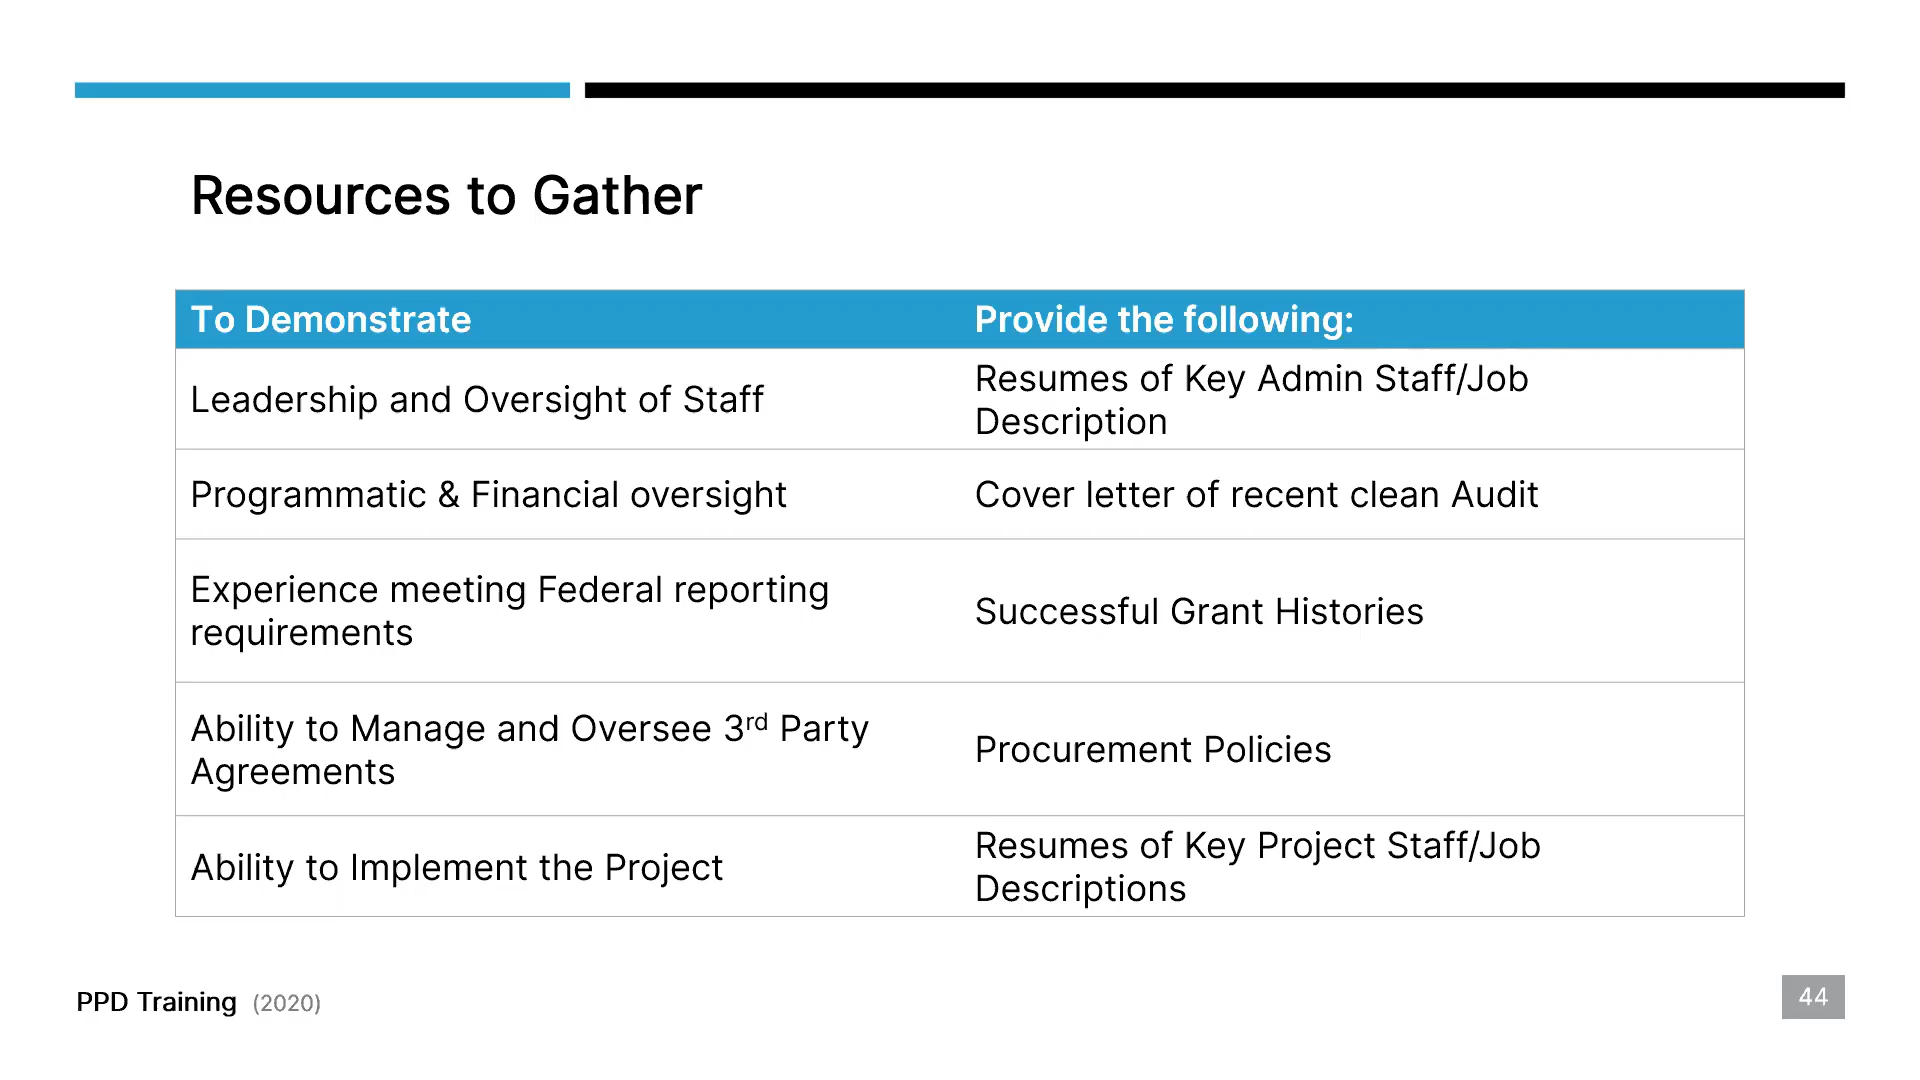 Resources to Gather
To Demonstrate
Provide the following:
Leadership and Oversight of Staff
Resumes of Key Admin Staff/Job
Description
Programmatic & Financial oversight
Cover letter of recent clean Audit
Experience meeting Federal reporting
requirements
Successful Grant Histories
Ability to Manage and Oversee 3rd Party
Agreements
Procurement Policies
Ability to Implement the Project
Resumes of Key Project Staff/Job
Descriptions
PPD Training (2020)
44